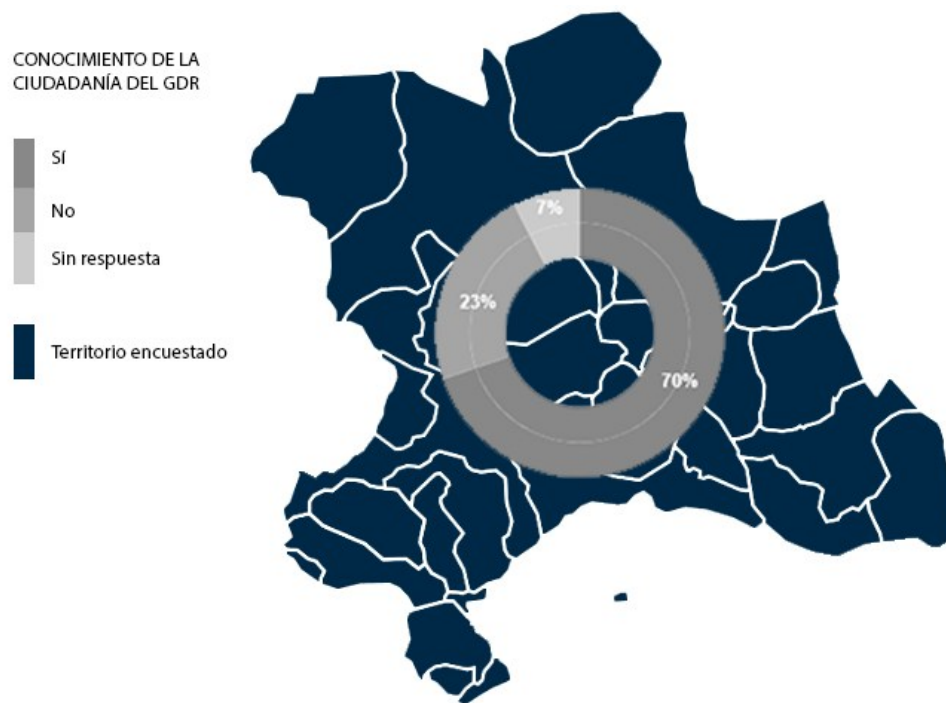 CONOCIMIENTO DE LA
CIUDADANÍA DEL GDR
Sí
No
Sin respuesta
Territorio encuestado
7%
23%
70%